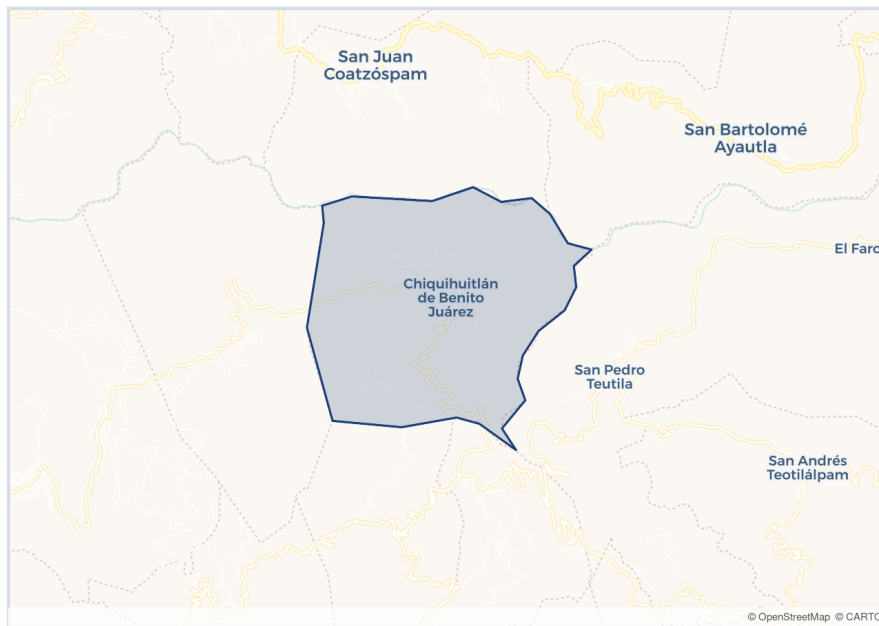 San Juan
Coatzóspam
San Bartolomé
Ayautla
El Faro
Chiquihuitlán
de Benito
Juárez
San Pedro
Teutila
San Andrés
Teotilálpam
© OpenStreetMap © CARTO